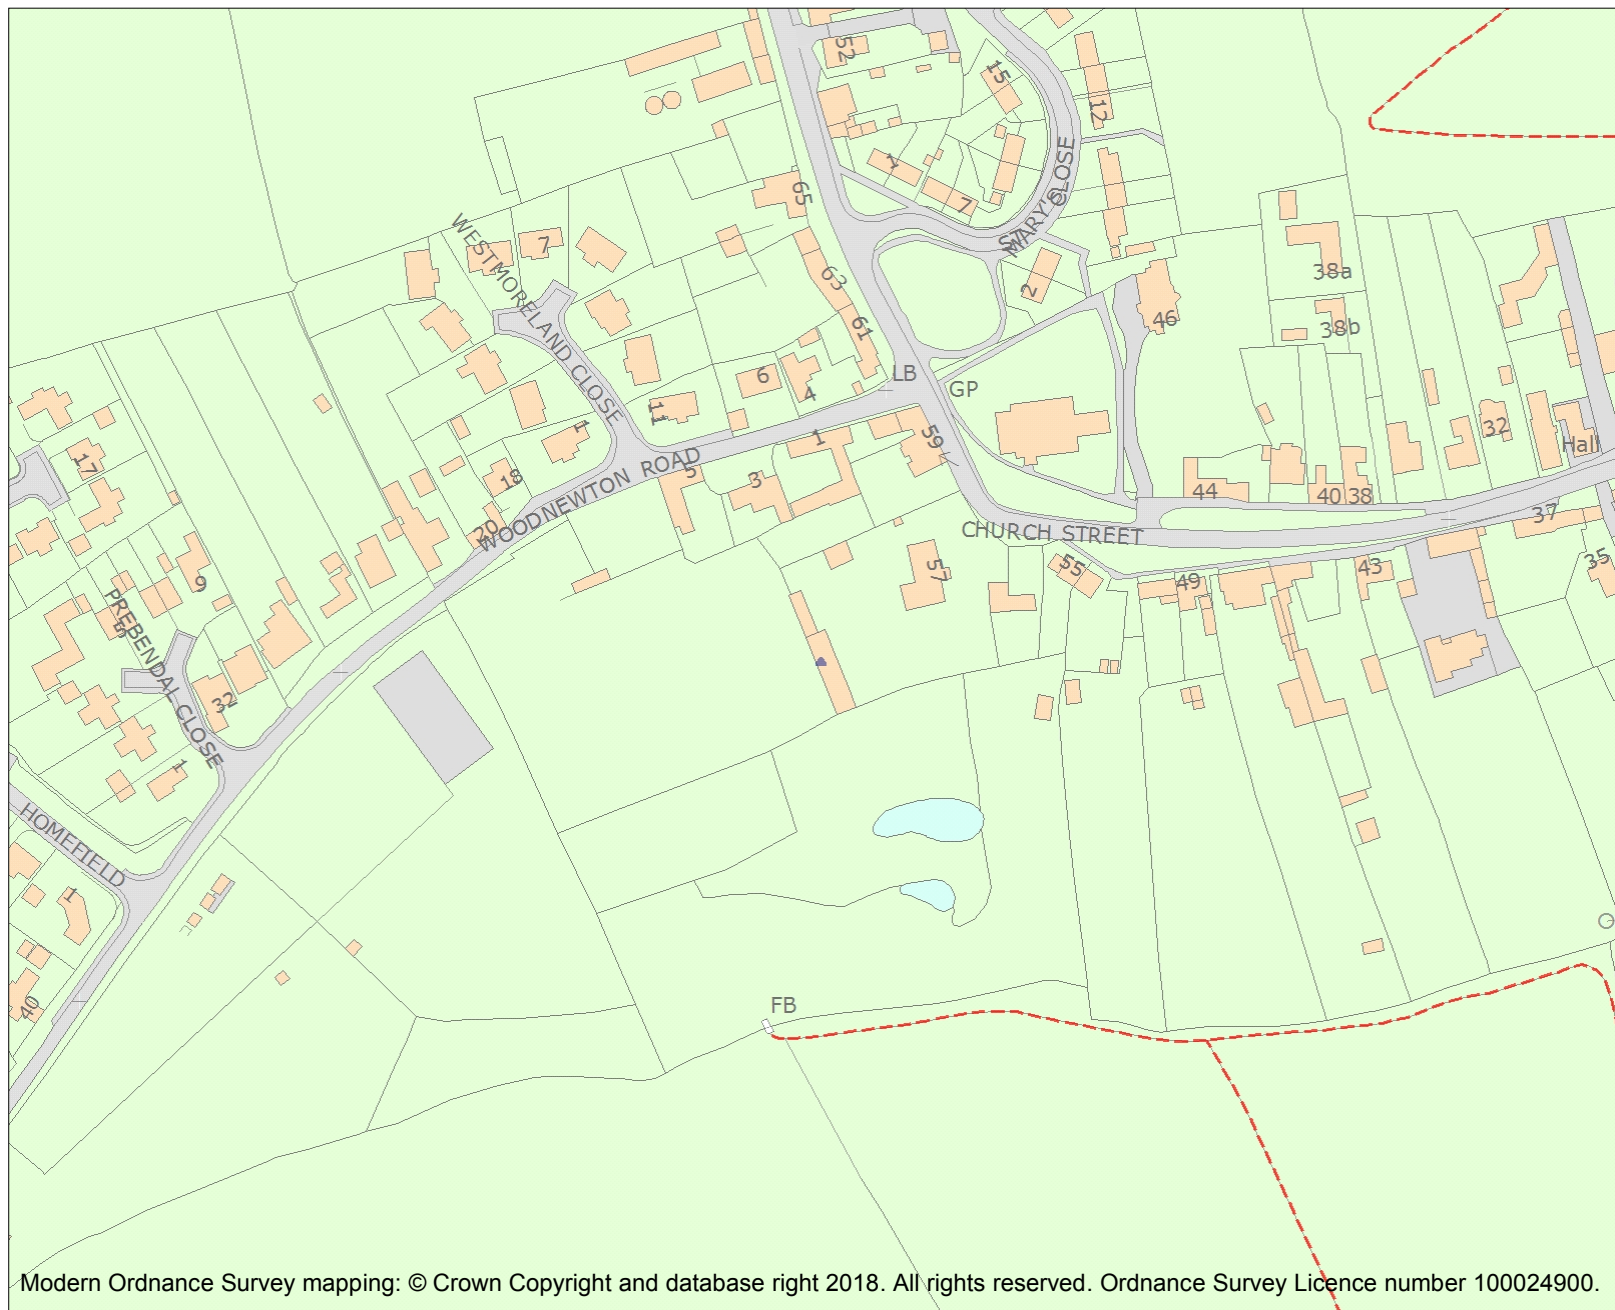 52
15
12
1
7
65
ST MARY'S
CLOSE
WESTMORELAND CLOSE
7
63
2
38a
46
38b
61
LB
GP
6
4
11
1
59
1
32
Hall
17
18
5
3
WOODNEWTON ROAD
20
44
40
38
37
CHURCH STREET
55
57
49
43
35
9
5
PREBENDAL CLOSE
32
1
HOMEFIELD
1
40
FB
Modern Ordnance Survey mapping: © Crown Copyright and database right 2018. All rights reserved. Ordnance Survey Licence number 100024900.